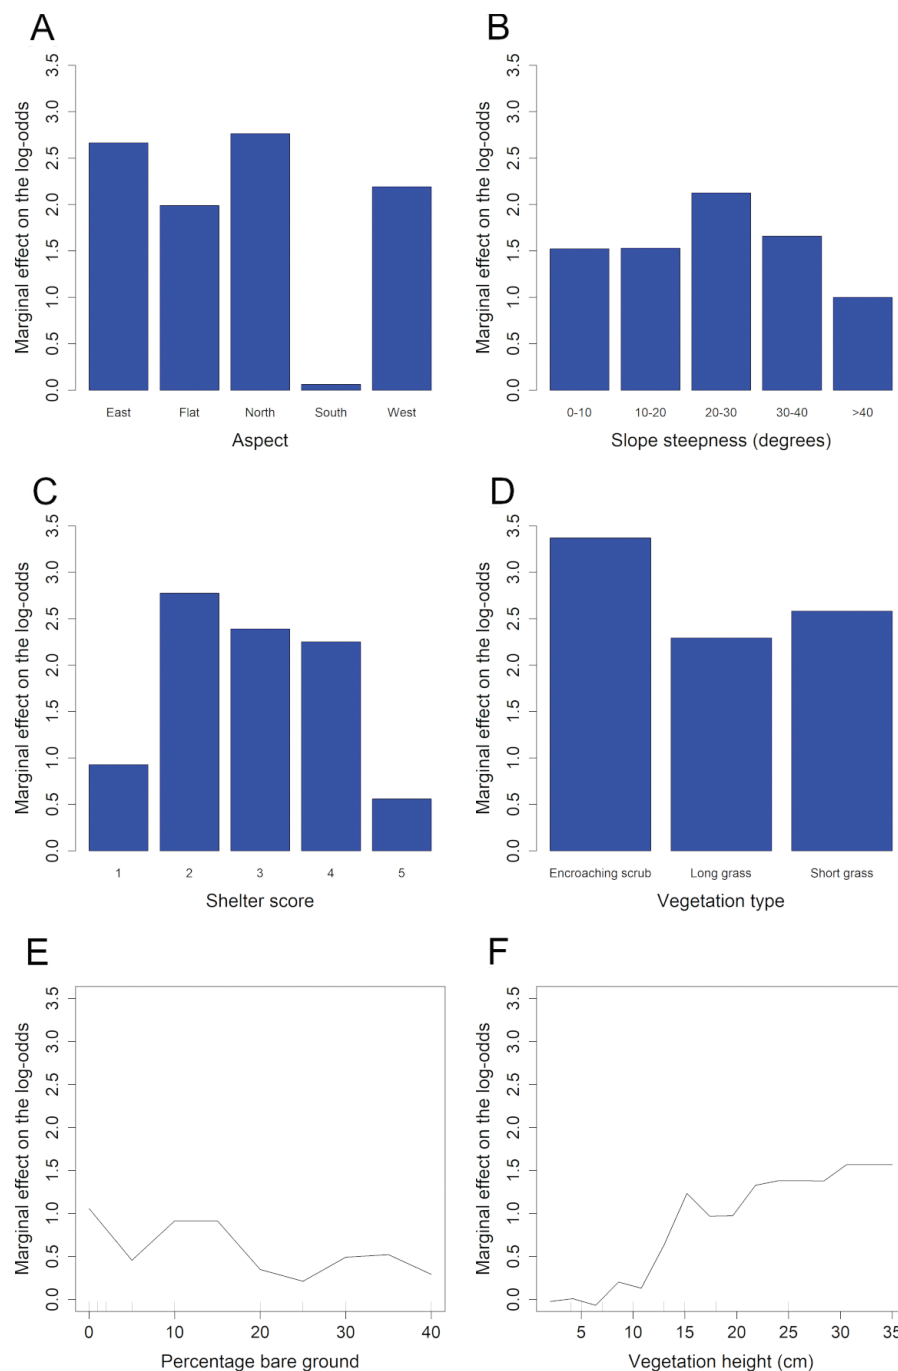 A
Marginal effect on the log-odds
0.0 0.5 1.0 1.5 2.0 2.5 3.0 3.5
East Flat North South West
Aspect
B
Marginal effect on the log-odds
0.0 0.5 1.0 1.5 2.0 2.5 3.0 3.5
0-10 10-20 20-30 30-40 >40
Slope steepness (degrees)
C
Marginal effect on the log-odds
0.0 0.5 1.0 1.5 2.0 2.5 3.0 3.5
1 2 3 4 5
Shelter score
D
Marginal effect on the log-odds
0.0 0.5 1.0 1.5 2.0 2.5 3.0 3.5
Encroaching scrub Long grass Short grass
Vegetation type
E
Marginal effect on the log-odds
0.0 0.5 1.0 1.5 2.0 2.5 3.0 3.5
0 10 20 30 40
Percentage bare ground
F
Marginal effect on the log-odds
0.0 0.5 1.0 1.5 2.0 2.5 3.0 3.5
5 10 15 20 25 30 35
Vegetation height (cm)